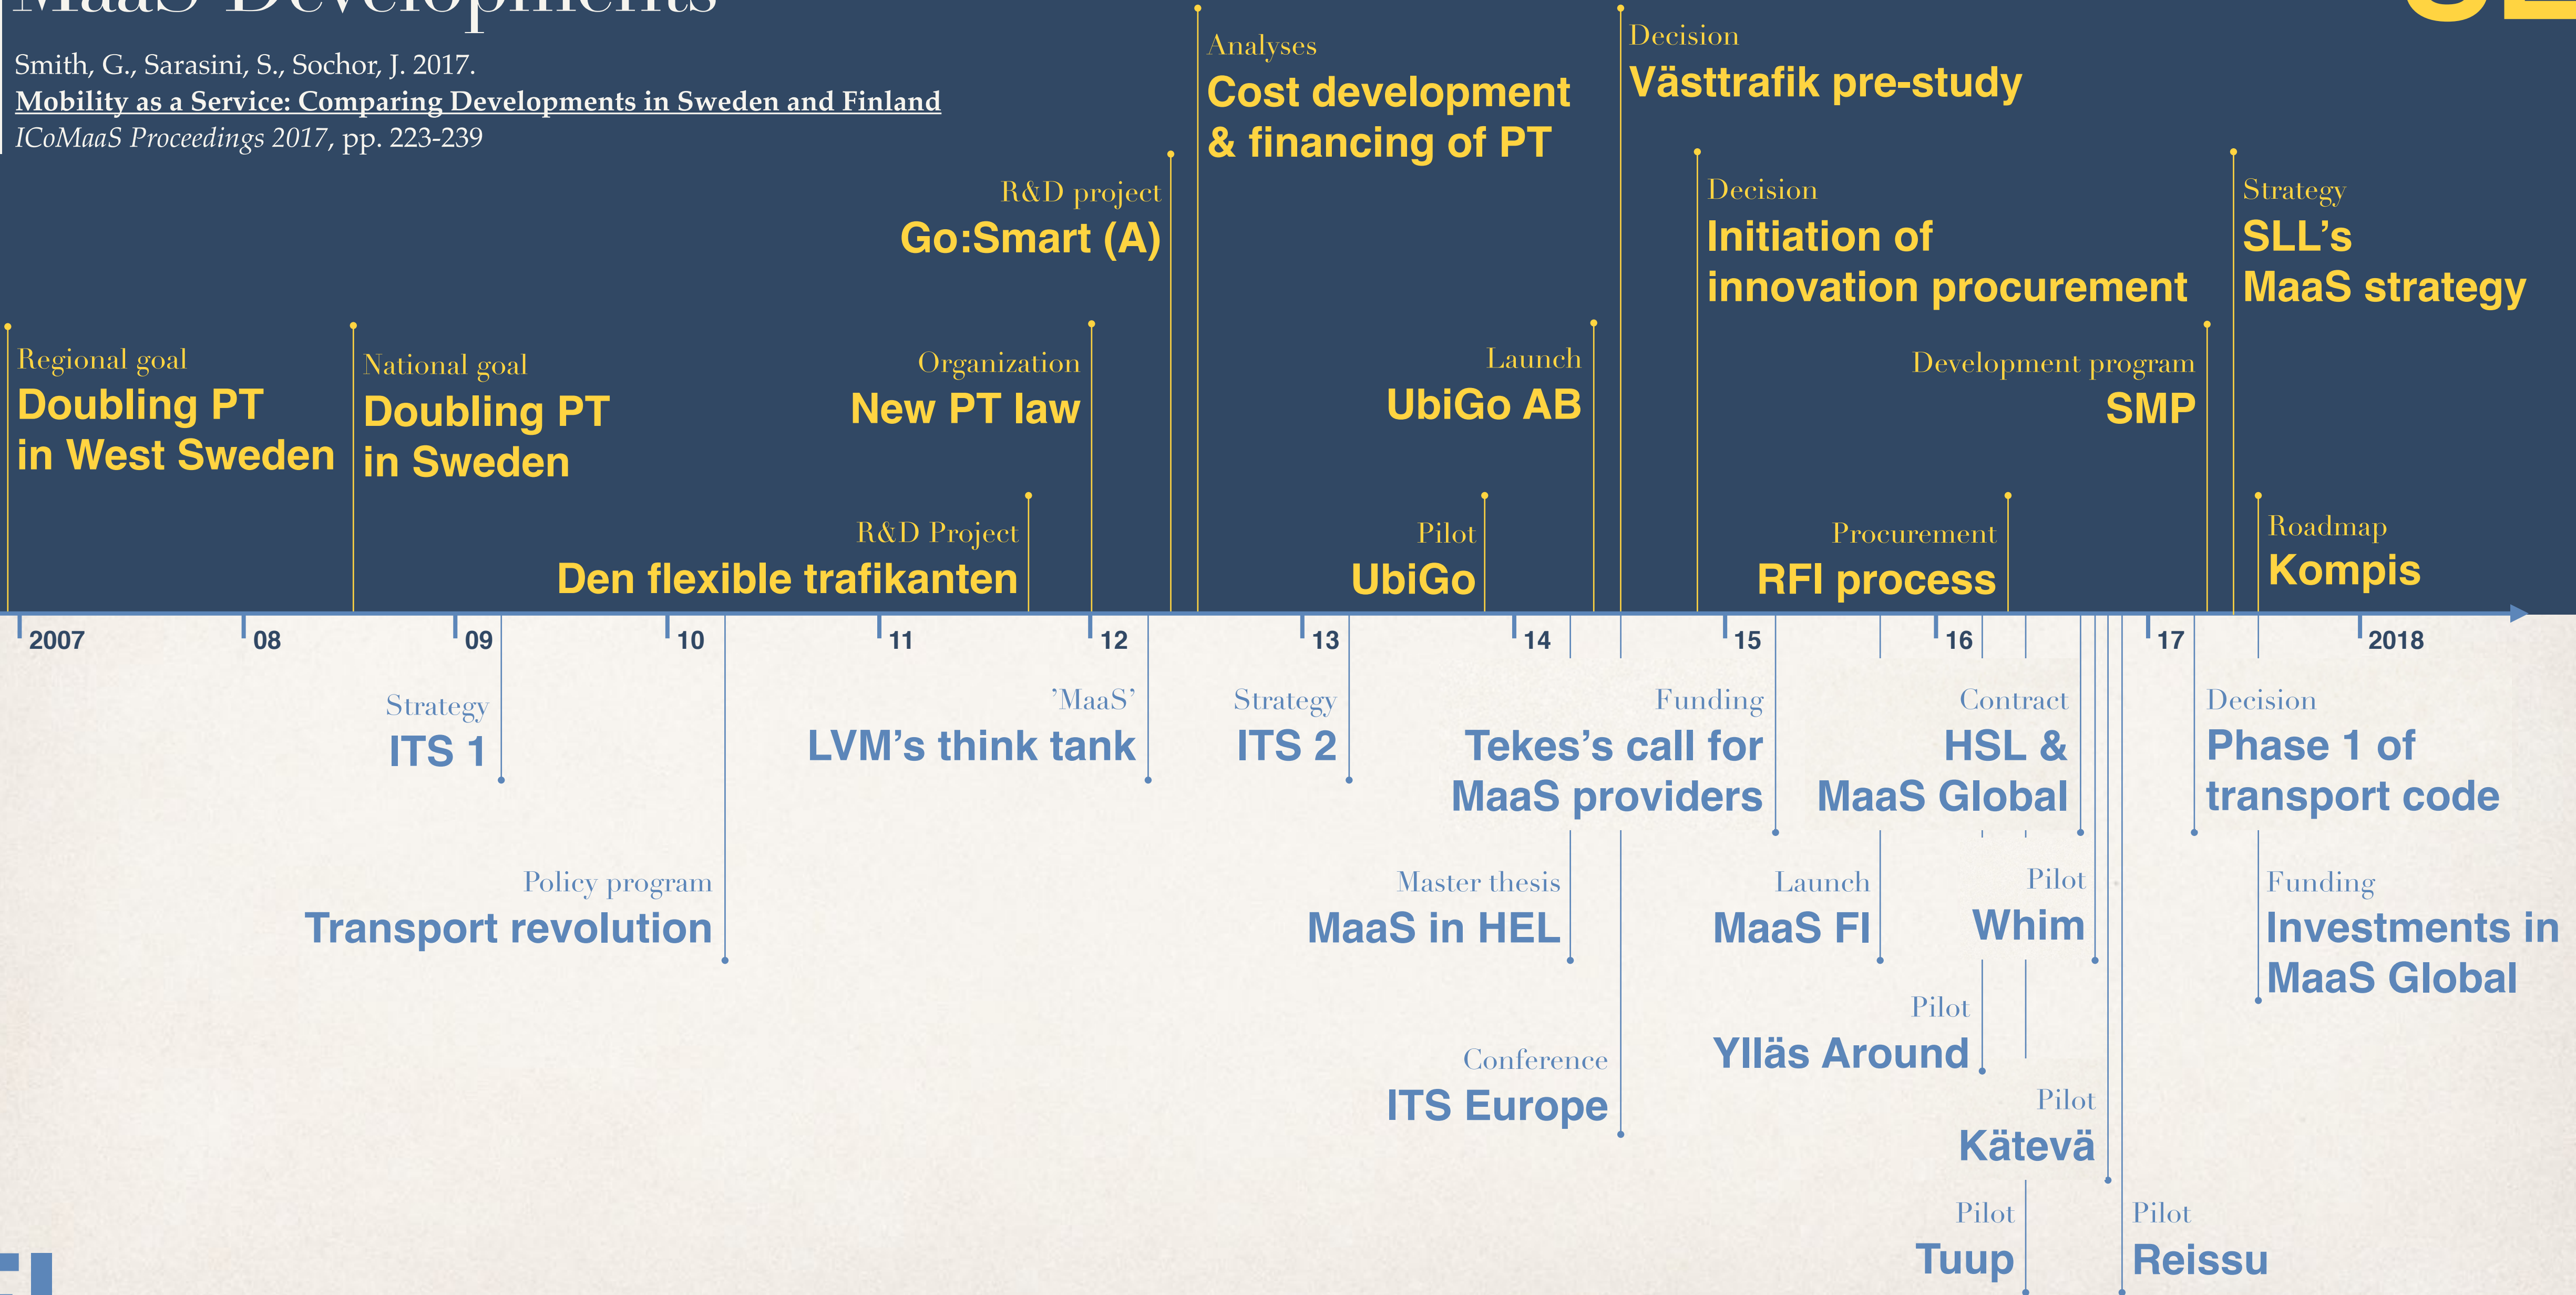 MaaS Developments
SE
Smith, G., Sarasini, S., Sochor, J. 2017.
Mobility as a Service: Comparing Developments in Sweden and Finland
ICoMaaS Proceedings 2017, pp. 223-239
Analyses
Cost development
& financing of PT
Decision
Västtrafik pre-study
R&D project
Go:Smart (A)
Decision
Initiation of
innovation procurement
Strategy
SLL’s
MaaS strategy
Regional goal
Doubling PT
in West Sweden
National goal
Doubling PT
in Sweden
Organization
New PT law
Launch
UbiGo AB
Development program
SMP
R&D Project
Den flexible trafikanten
Pilot
UbiGo
Procurement
RFI process
Roadmap
Kompis
2007 08 09 10 11 12 13 14 15 16 17 2018
Strategy
ITS 1
’MaaS’
LVM’s think tank
Strategy
ITS 2
Funding
Tekes’s call for
MaaS providers
Contract
HSL &
MaaS Global
Decision
Phase 1 of
transport code
Policy program
Transport revolution
Master thesis
MaaS in HEL
Launch
MaaS FI
Pilot
Whim
Funding
Investments in
MaaS Global
Pilot
Ylläs Around
Conference
ITS Europe
Pilot
Kätevä
Pilot
Tuup
Pilot
Reissu
FI